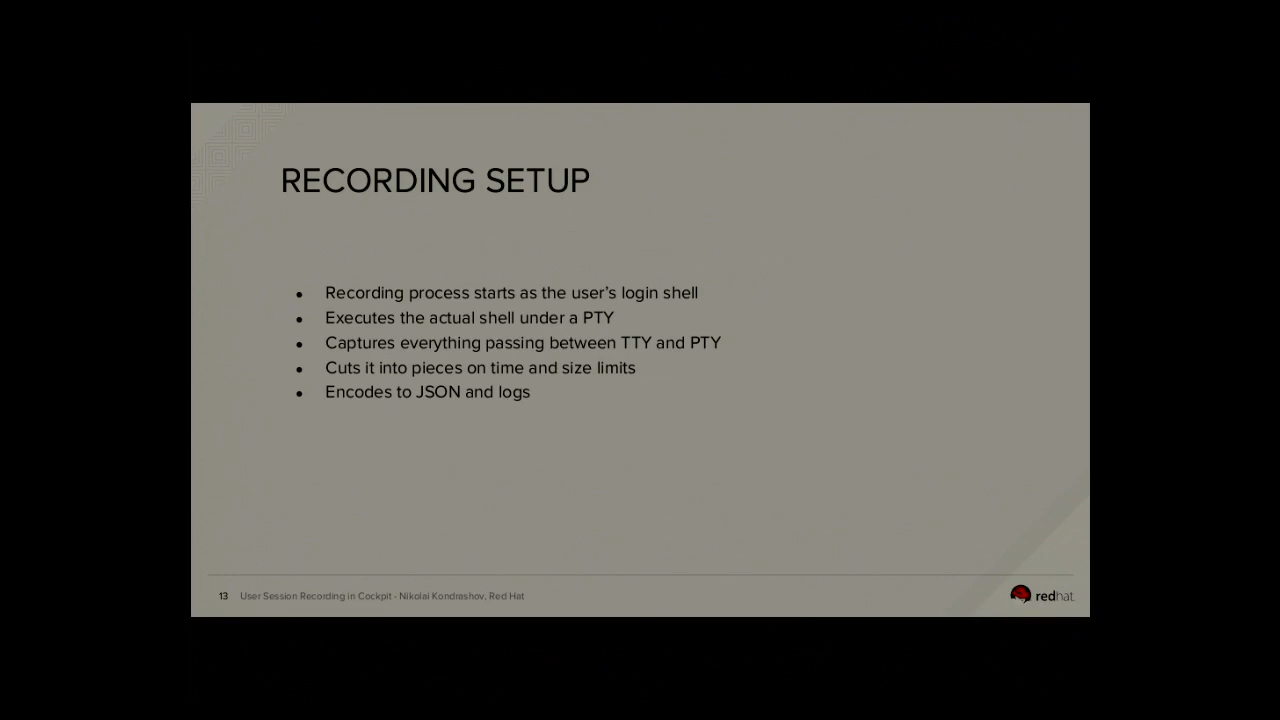 RECORDING SETUP
● Recording process starts as the user’s login shell
● Executes the actual shell under a PTY
● Captures everything passing between TTY and PTY
● Cuts it into pieces on time and size limits
● Encodes to JSON and logs
13 User Session Recording in Cockpit - Nikolai Kondrashov, Red Hat
redhat.